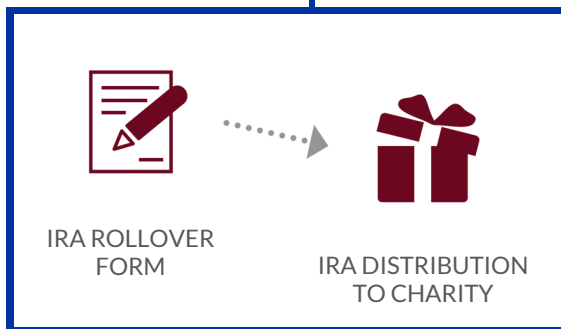 IRA ROLLOVER
FORM
IRA DISTRIBUTION
TO CHARITY